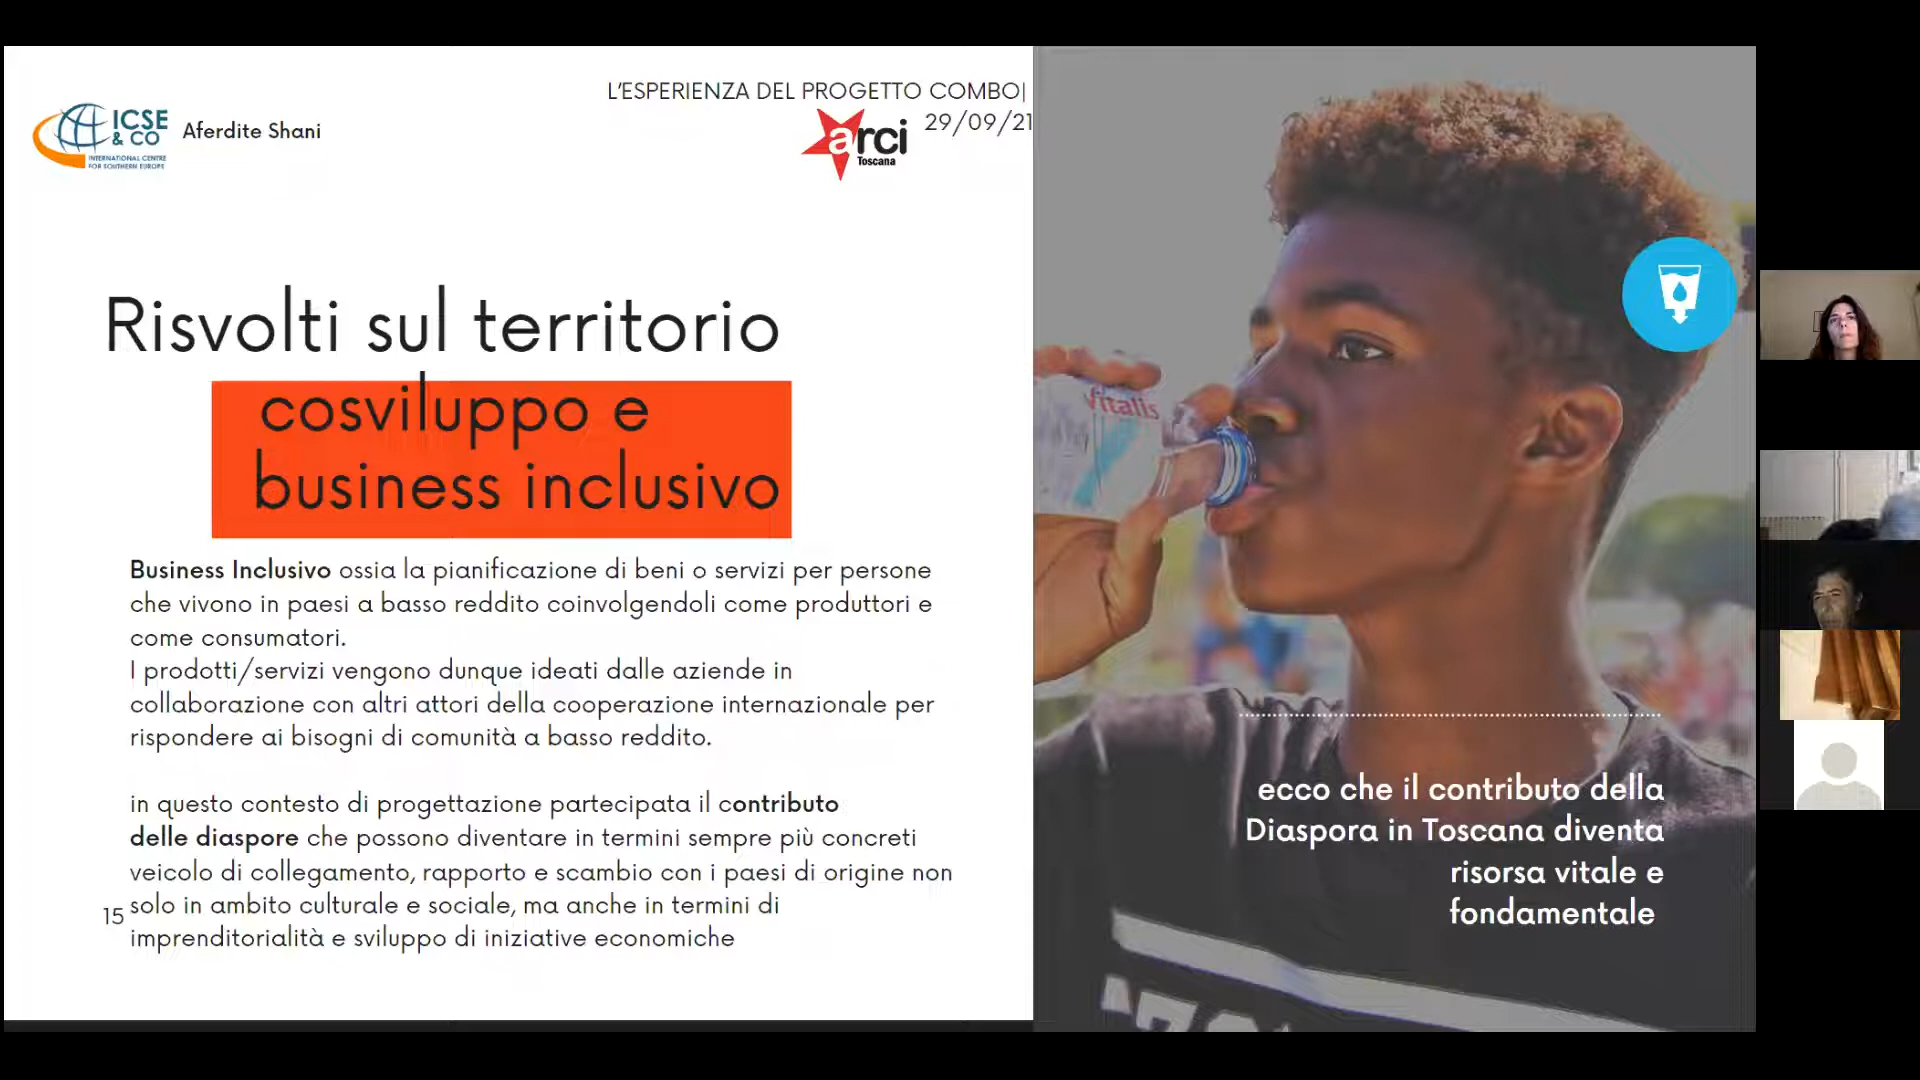 ICSE
& CO
INTERNATIONAL CENTRE
FOR SOUTHERN EUROPE
Aferdite Shani
L'ESPERIENZA DEL PROGETTO COMBO|
29/09/21
arci
Toscana
Risvolti sul territorio
cosviluppo e
business inclusivo
Business Inclusivo ossia la pianificazione di beni o servizi per persone
che vivono in paesi a basso reddito coinvolgendoli come produttori e
come consumatori.
I prodotti/servizi vengono dunque ideati dalle aziende in
collaborazione con altri attori della cooperazione internazionale per
rispondere ai bisogni di comunità a basso reddito.
in questo contesto di progettazione partecipata il contributo
delle diaspore che possono diventare in termini sempre più concreti
veicolo di collegamento, rapporto e scambio con i paesi di origine non
solo in ambito culturale e sociale, ma anche in termini di
imprenditorialità e sviluppo di iniziative economiche
15
Vitalis
ecco che il contributo della
Diaspora in Toscana diventa
risorsa vitale e
fondamentale